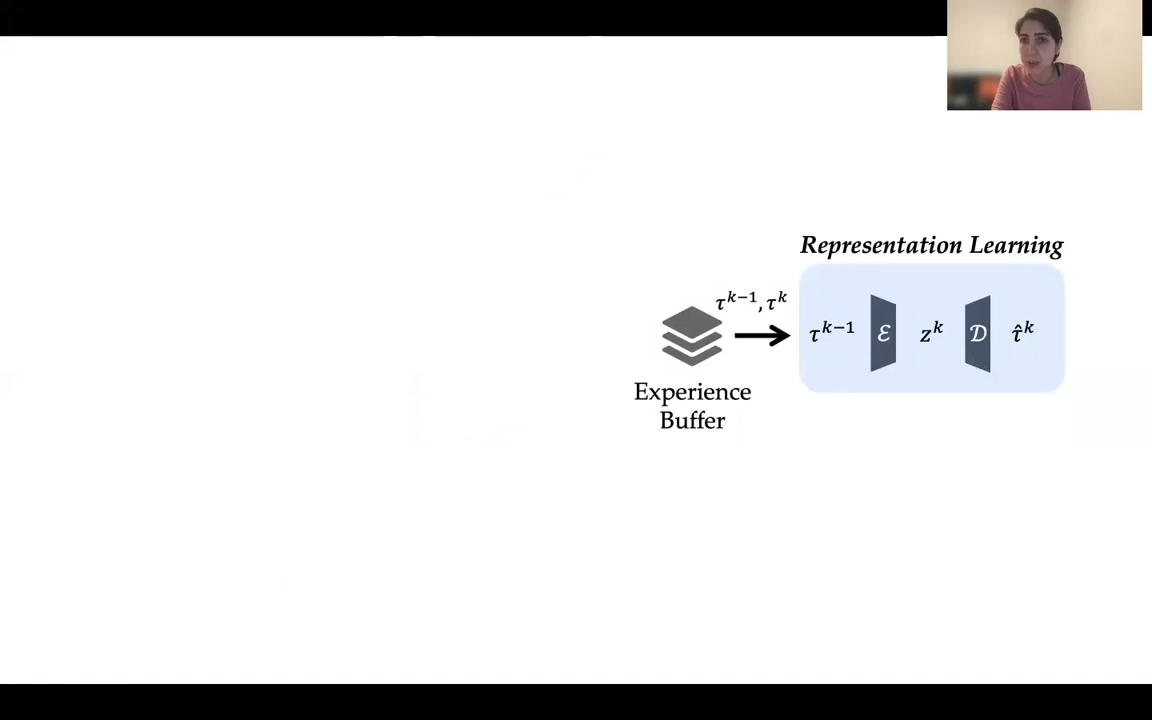 Representation Learning
τ^{k−1}, τ^k
τ^{k−1} ℰ z^k 𝒟 τ̂^k
Experience
Buffer